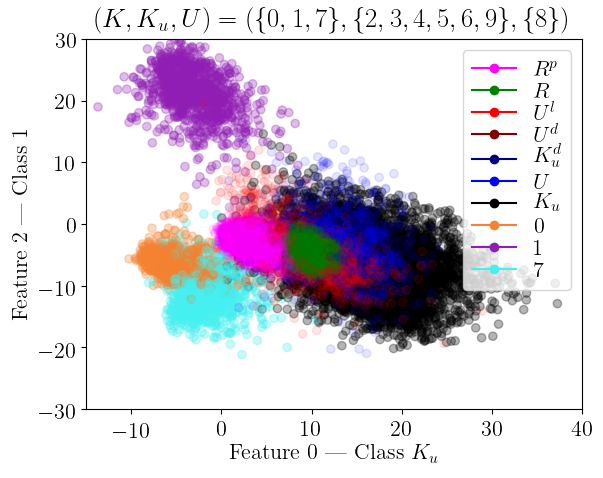 (K, K_u, U) = ({0, 1, 7}, {2, 3, 4, 5, 6, 9}, {8})
30
20
10
0
−10
−20
−30
Feature 2 — Class 1
R^p
R
U^l
U^d
K_u^d
U
K_u
0
1
7
−10 0 10 20 30 40
Feature 0 — Class K_u